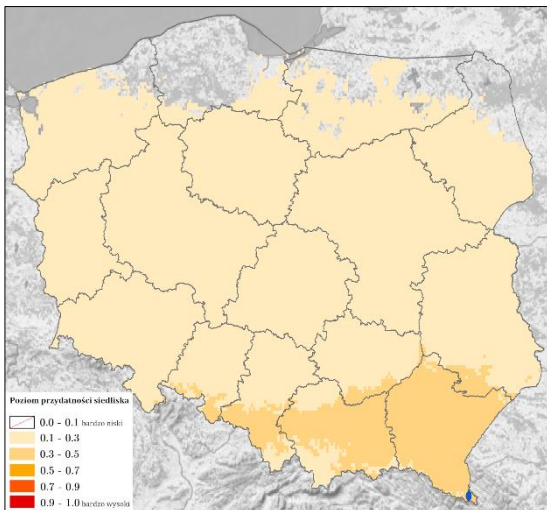 Poziom przydatności siedliska
0.0 - 0.1 bardzo niski
0.1 - 0.3
0.3 - 0.5
0.5 - 0.7
0.7 - 0.9
0.9 - 1.0 bardzo wysoki